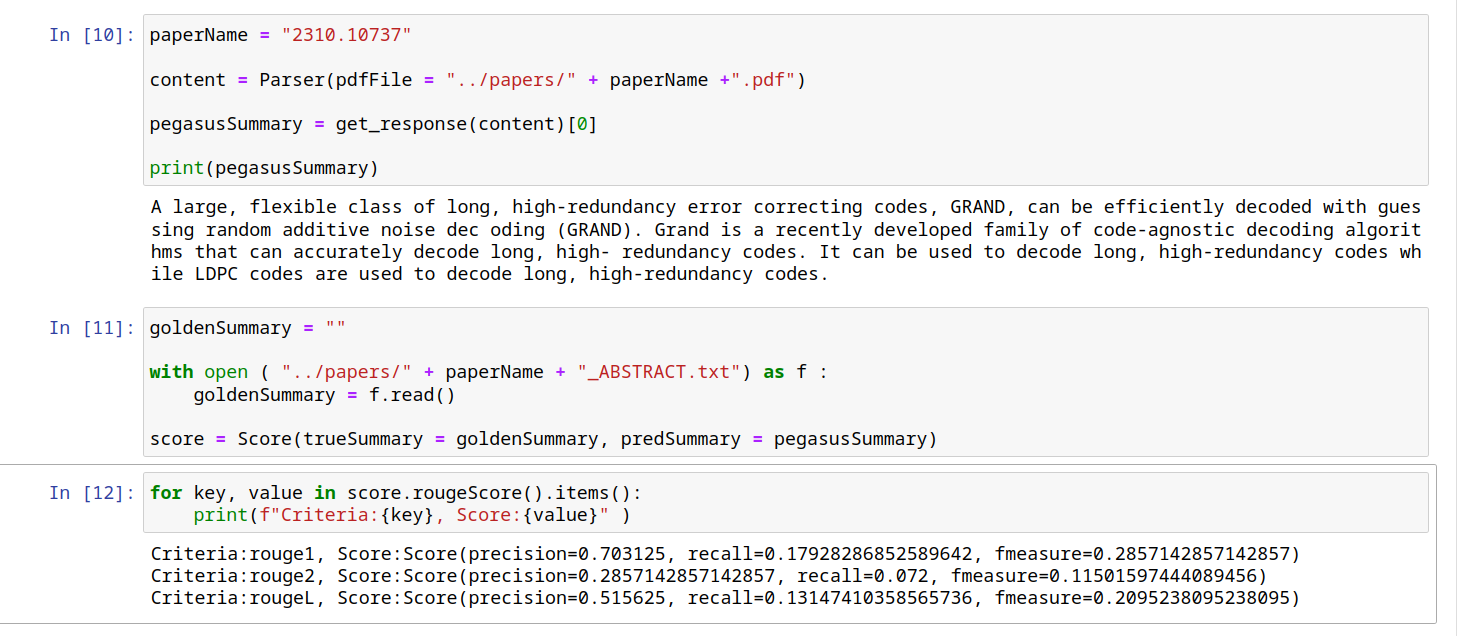 In [10]: paperName = "2310.10737"
content = Parser(pdfFile = "../papers/" + paperName +".pdf")
pegasusSummary = get_response(content)[0]
print(pegasusSummary)
A large, flexible class of long, high-redundancy error correcting codes, GRAND, can be efficiently decoded with gues
sing random additive noise dec oding (GRAND). Grand is a recently developed family of code-agnostic decoding algorit
hms that can accurately decode long, high- redundancy codes. It can be used to decode long, high-redundancy codes wh
ile LDPC codes are used to decode long, high-redundancy codes.
In [11]: goldenSummary = ""
with open ( "../papers/" + paperName + "_ABSTRACT.txt") as f :
    goldenSummary = f.read()
score = Score(trueSummary = goldenSummary, predSummary = pegasusSummary)
In [12]: for key, value in score.rougeScore().items():
    print(f"Criteria:{key}, Score:{value}" )
Criteria:rouge1, Score:Score(precision=0.703125, recall=0.17928286852589642, fmeasure=0.2857142857142857)
Criteria:rouge2, Score:Score(precision=0.2857142857142857, recall=0.072, fmeasure=0.11501597444089456)
Criteria:rougeL, Score:Score(precision=0.515625, recall=0.13147410358565736, fmeasure=0.2095238095238095)